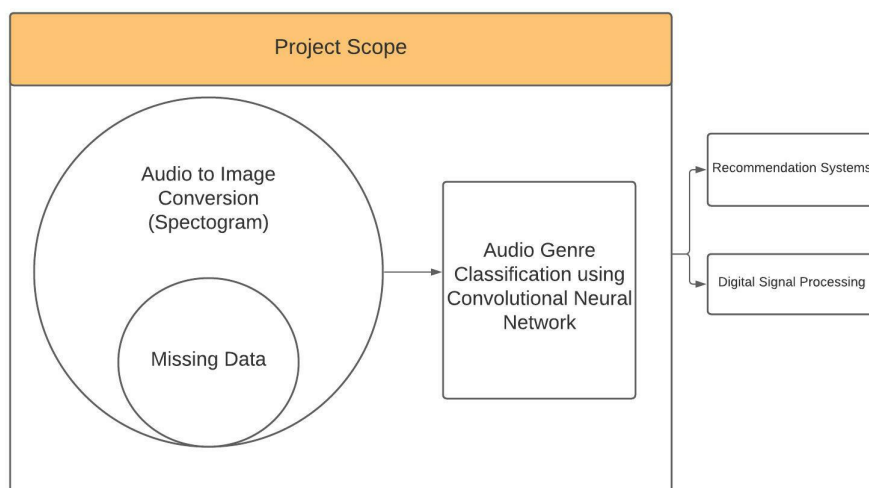 Project Scope
Audio to Image
Conversion
(Spectogram)
Missing Data
Audio Genre
Classification using
Convolutional Neural
Network
Recommendation Systems
Digital Signal Processing